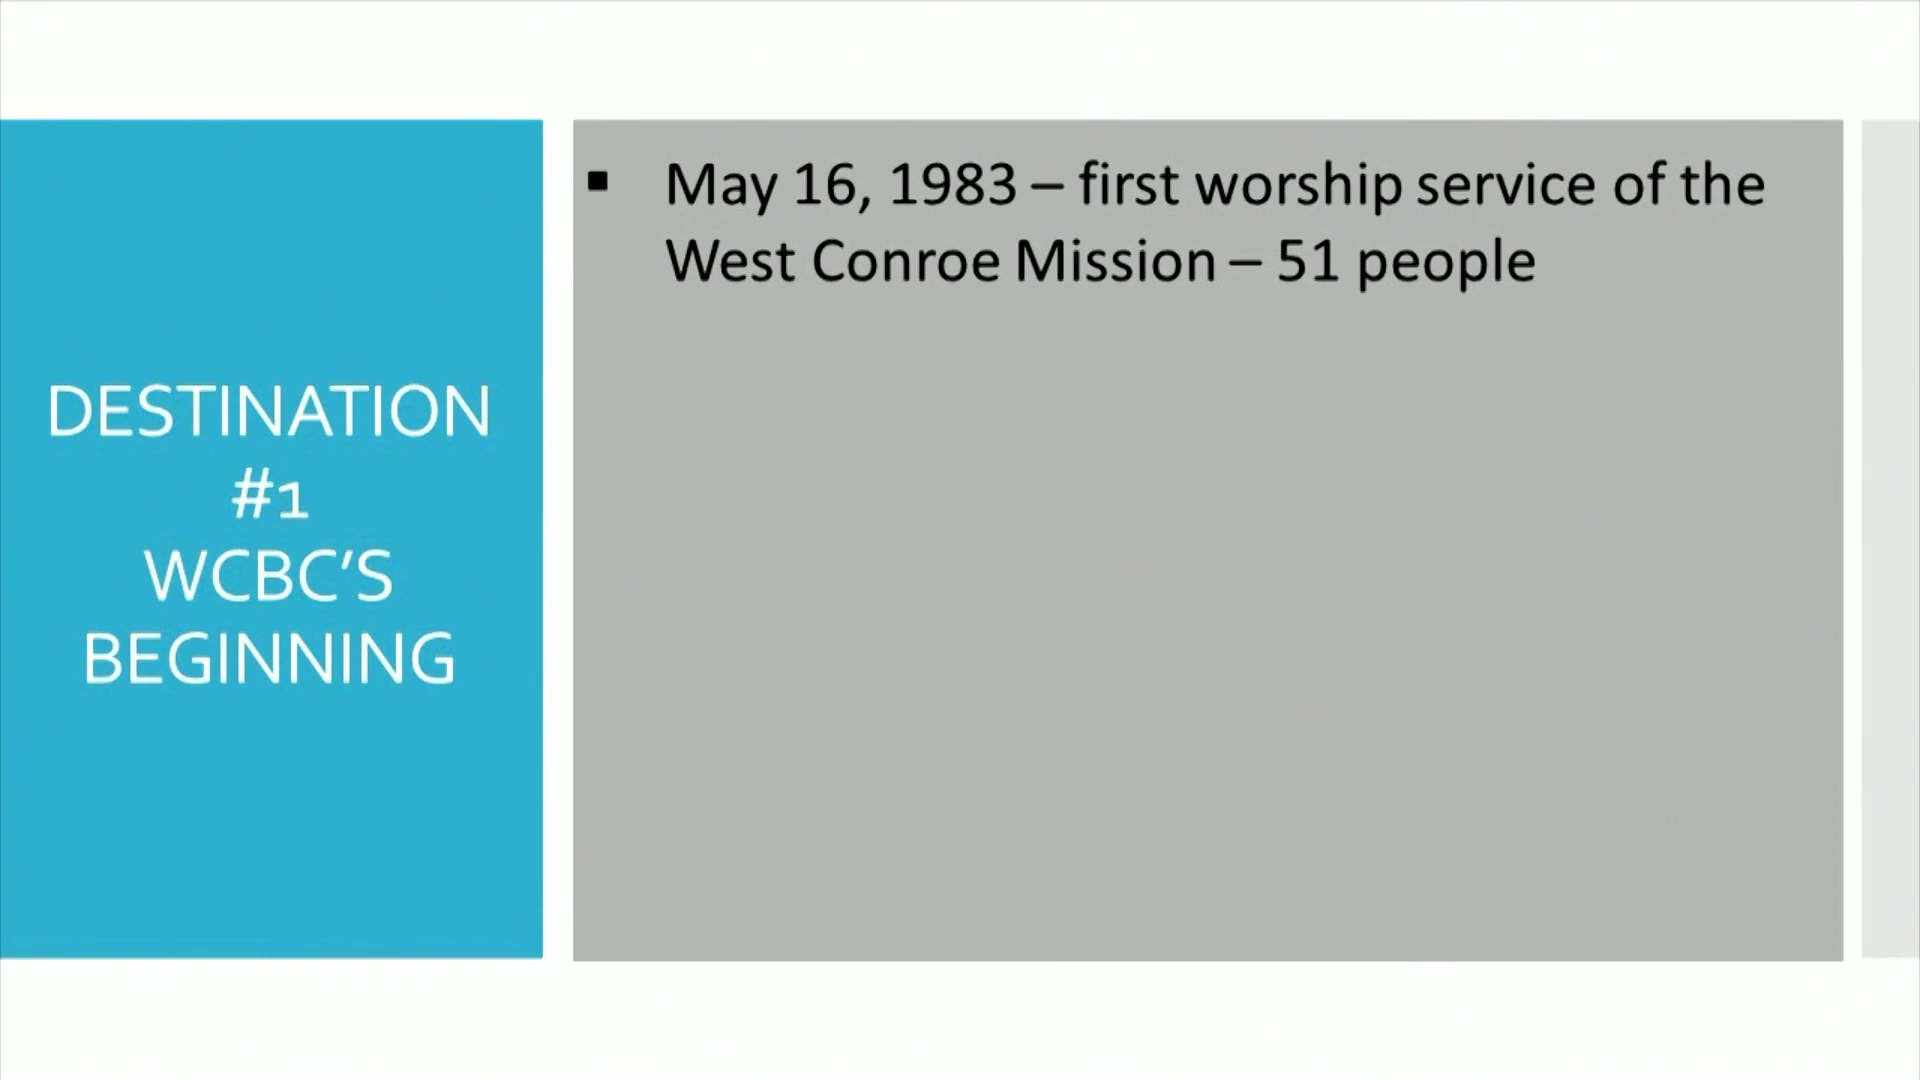 DESTINATION
#1
WCBC’S
BEGINNING
▪ May 16, 1983 – first worship service of the
West Conroe Mission – 51 people